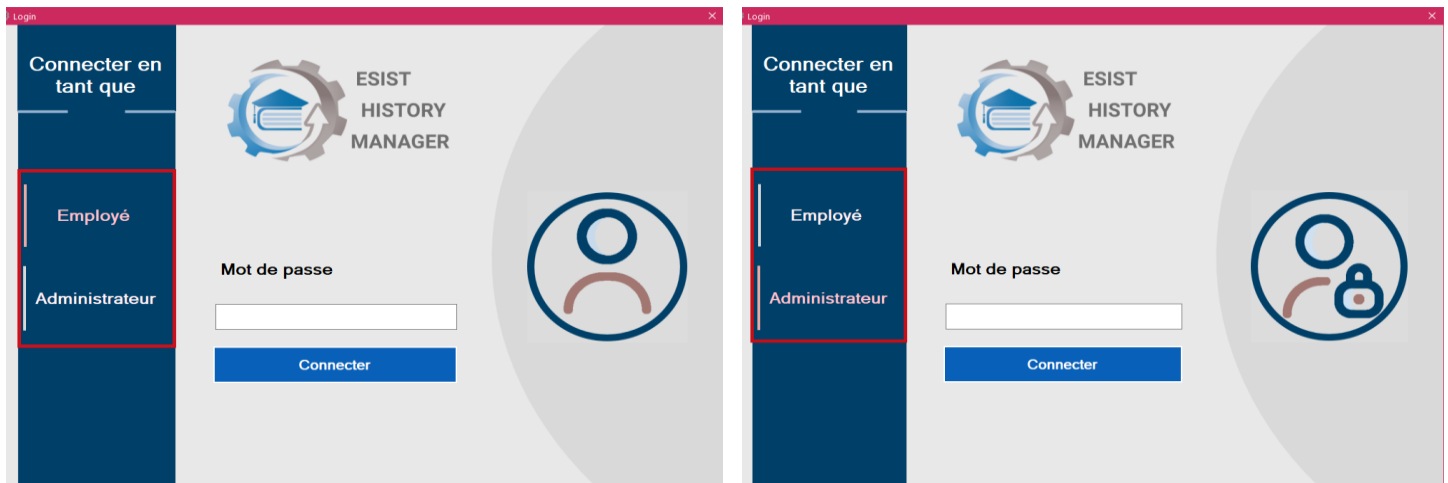 Login
Connecter en
tant que
ESIST
HISTORY
MANAGER
Employé
Administrateur
Mot de passe
Connecter
Login
Connecter en
tant que
ESIST
HISTORY
MANAGER
Employé
Administrateur
Mot de passe
Connecter